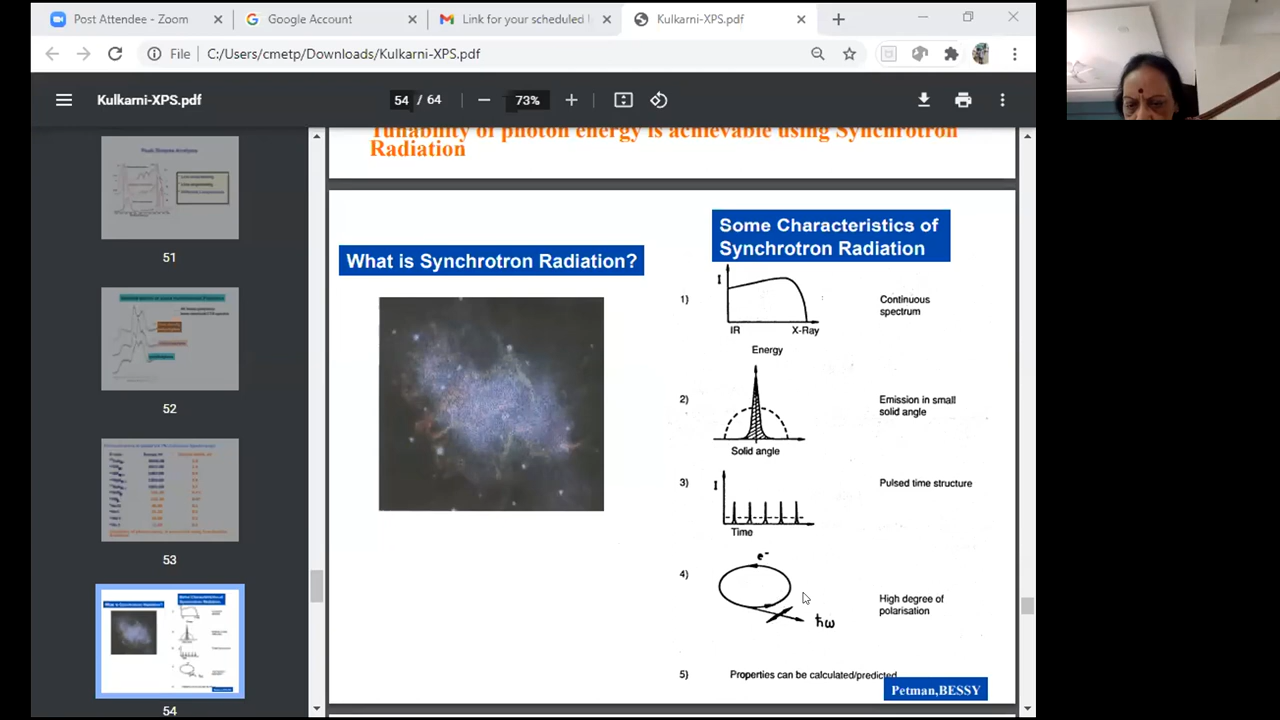 Post Attendee - Zoom
Google Account
Link for your scheduled
Kulkarni-XPS.pdf
File
C:/Users/cmetp/Downloads/Kulkarni-XPS.pdf
Kulkarni-XPS.pdf
54 / 64
73%
Tunability of photon energy is achievable using Synchrotron
Radiation
51
52
53
54
What is Synchrotron Radiation?
Some Characteristics of
Synchrotron Radiation
1)
I
IR
X-Ray
Energy
Continuous
spectrum
2)
Solid angle
Emission in small
solid angle
3)
I
Time
Pulsed time structure
4)
e⁻
ħω
High degree of
polarisation
5)
Properties can be calculated/predicted
Petman,BESSY